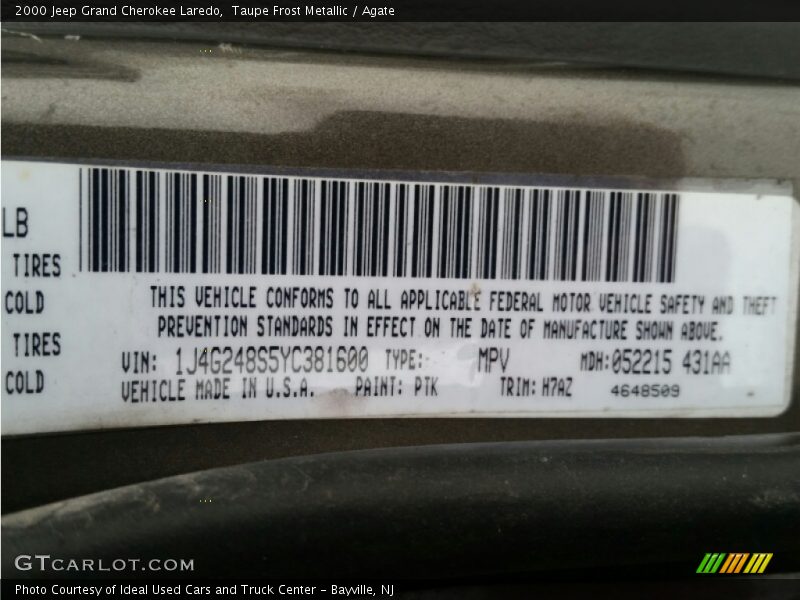 2000 Jeep Grand Cherokee Laredo,  Taupe Frost Metallic / Agate
LB
TIRES
COLD
TIRES
COLD
THIS VEHICLE CONFORMS TO ALL APPLICABLE FEDERAL MOTOR VEHICLE SAFETY AND THEFT
PREVENTION STANDARDS IN EFFECT ON THE DATE OF MANUFACTURE SHOWN ABOVE.
VIN: 1J4G248S5YC381600 TYPE: MPV MDH:052215 431AA
VEHICLE MADE IN U.S.A. PAINT: PTK TRIM: H7AZ 4648509
GTCARLOT.COM
Photo Courtesy of Ideal Used Cars and Truck Center - Bayville, NJ